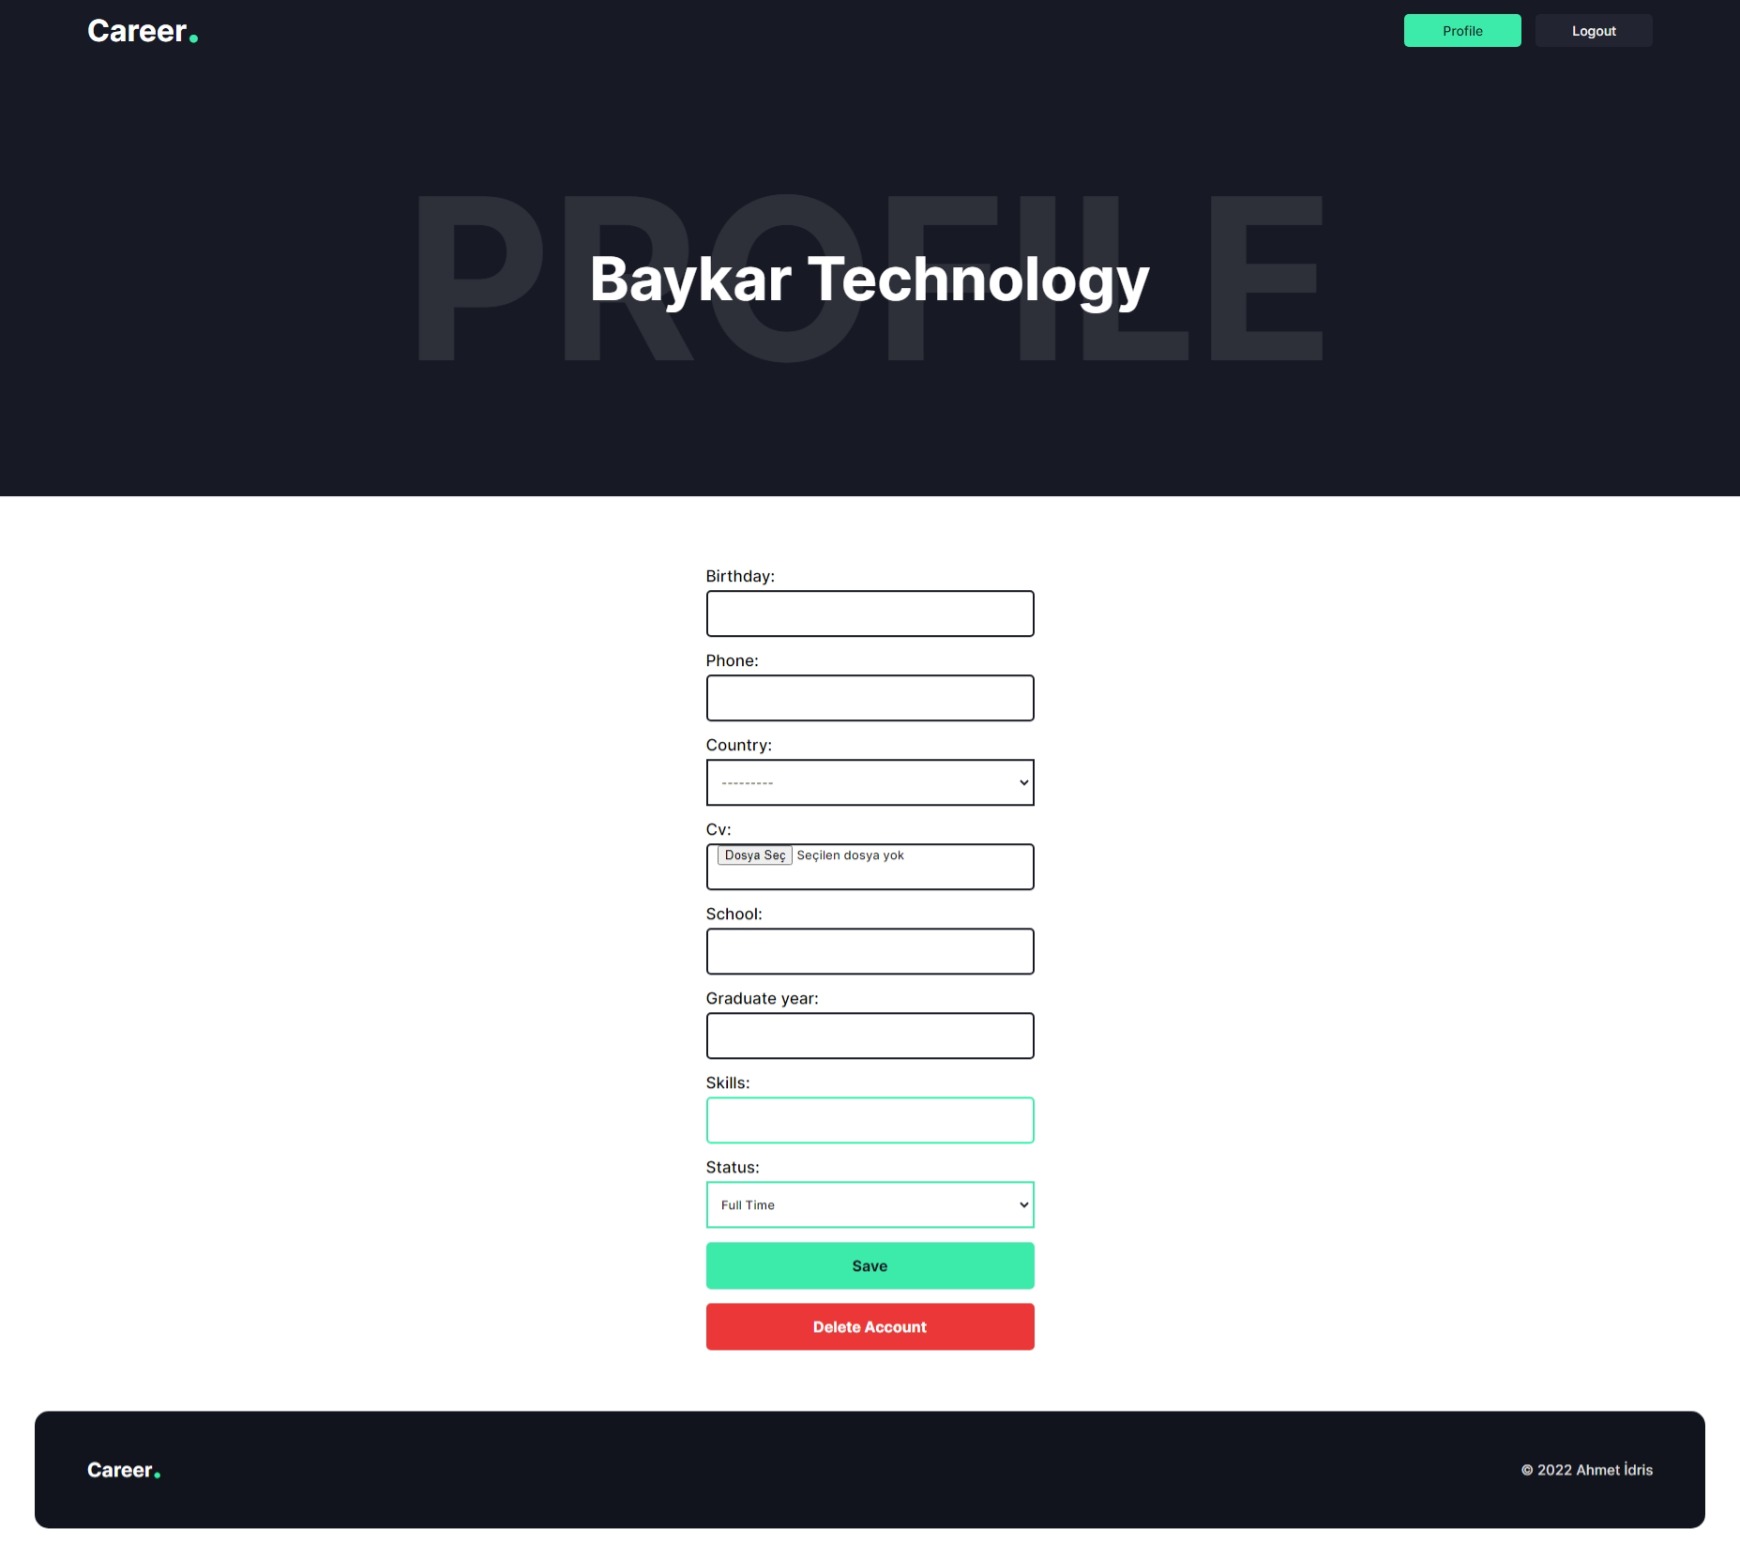 Career.
Profile
Logout
PROFILE
Baykar Technology
Birthday:
Phone:
Country:
---------
Cv:
Dosya Seç Seçilen dosya yok
School:
Graduate year:
Skills:
Status:
Full Time
Save
Delete Account
Career.
© 2022 Ahmet İdris